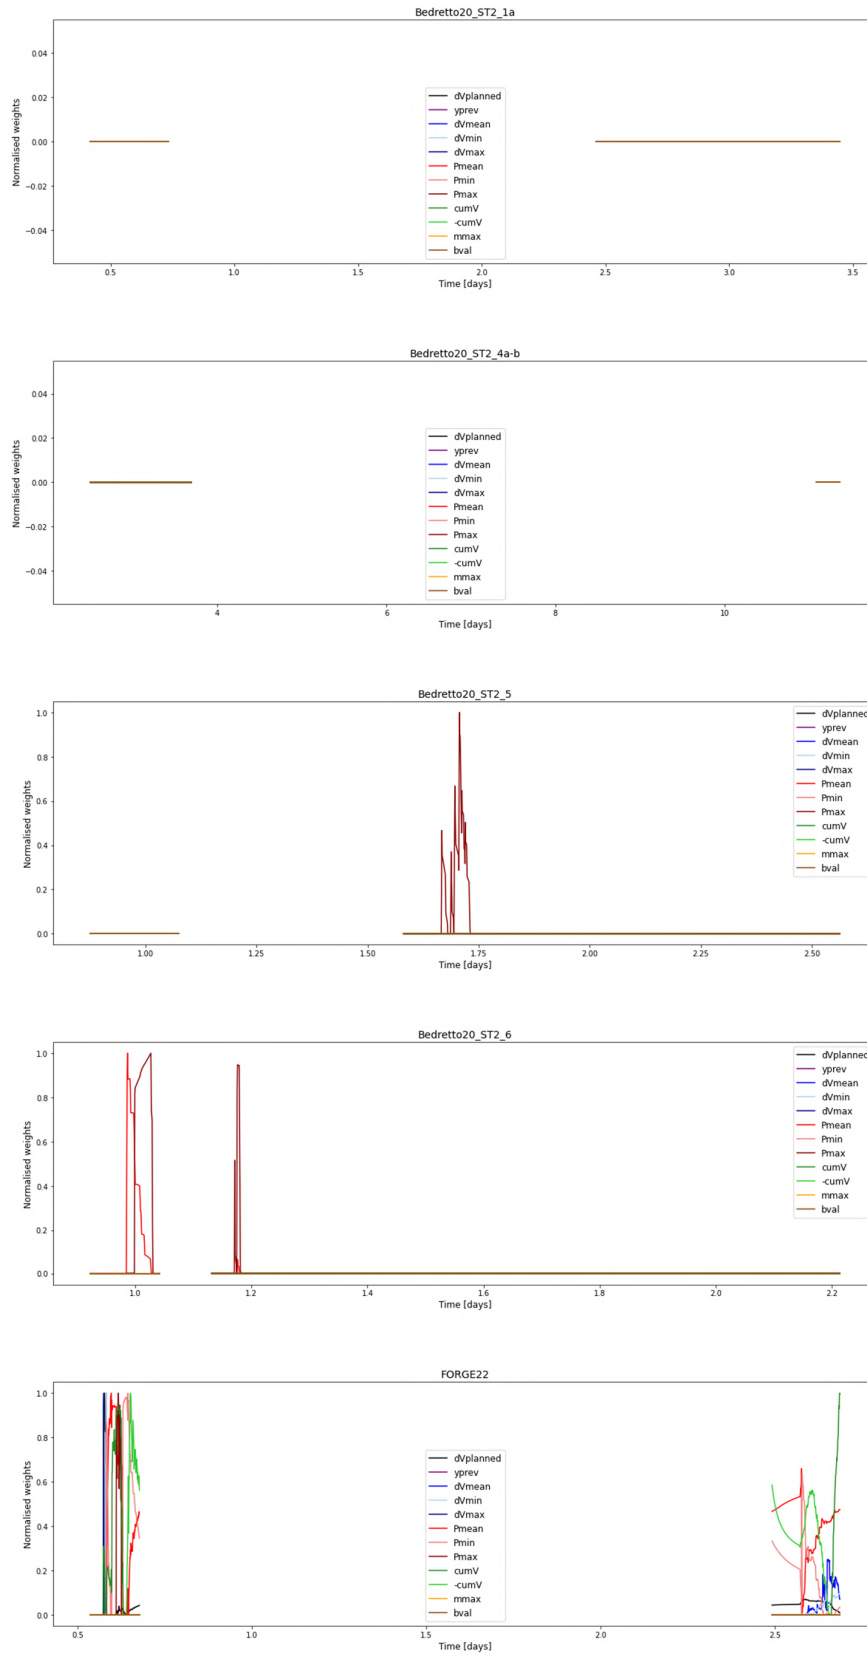 Bedretto20_ST2_1a
0.04
0.02
0.00
−0.02
−0.04
Normalised weights
dVplanned
yprev
dVmean
dVmin
dVmax
Pmean
Pmin
Pmax
cumV
-cumV
mmax
bval
0.5 1.0 1.5 2.0 2.5 3.0 3.5
Time [days]
Bedretto20_ST2_4a-b
0.04
0.02
0.00
−0.02
−0.04
Normalised weights
dVplanned
yprev
dVmean
dVmin
dVmax
Pmean
Pmin
Pmax
cumV
-cumV
mmax
bval
4 6 8 10
Time [days]
Bedretto20_ST2_5
1.0
0.8
0.6
0.4
0.2
0.0
Normalised weights
dVplanned
yprev
dVmean
dVmin
dVmax
Pmean
Pmin
Pmax
cumV
-cumV
mmax
bval
1.00 1.25 1.50 1.75 2.00 2.25 2.50
Time [days]
Bedretto20_ST2_6
1.0
0.8
0.6
0.4
0.2
0.0
Normalised weights
dVplanned
yprev
dVmean
dVmin
dVmax
Pmean
Pmin
Pmax
cumV
-cumV
mmax
bval
1.0 1.2 1.4 1.6 1.8 2.0 2.2
Time [days]
FORGE22
1.0
0.8
0.6
0.4
0.2
0.0
Normalised weights
dVplanned
yprev
dVmean
dVmin
dVmax
Pmean
Pmin
Pmax
cumV
-cumV
mmax
bval
0.5 1.0 1.5 2.0 2.5
Time [days]